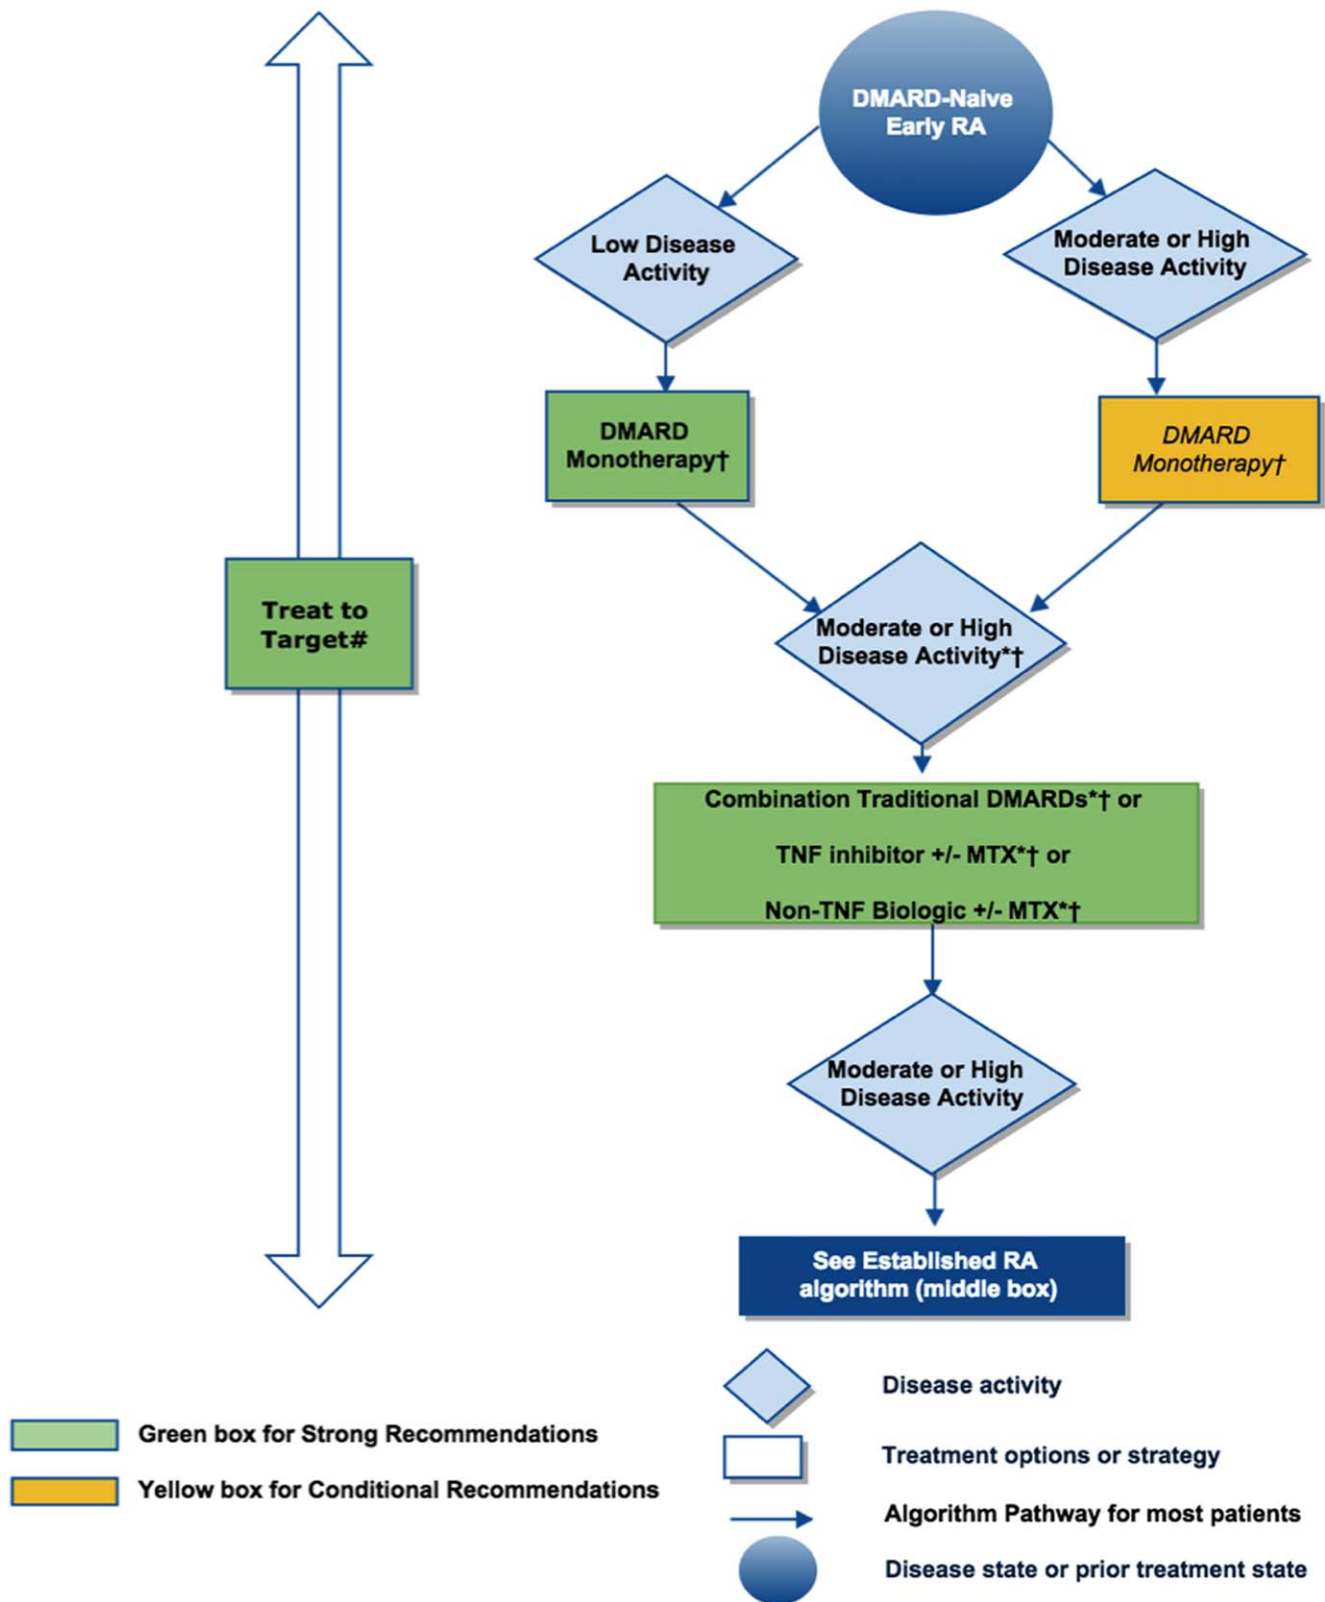 DMARD-Naive
Early RA
Low Disease
Activity
Moderate or High
Disease Activity
DMARD
Monotherapy†
DMARD
Monotherapy†
Treat to
Target#
Moderate or High
Disease Activity*†
Combination Traditional DMARDs*† or
TNF inhibitor +/- MTX*† or
Non-TNF Biologic +/- MTX*†
Moderate or High
Disease Activity
See Established RA
algorithm (middle box)
Disease activity
Green box for Strong Recommendations
Treatment options or strategy
Yellow box for Conditional Recommendations
Algorithm Pathway for most patients
Disease state or prior treatment state